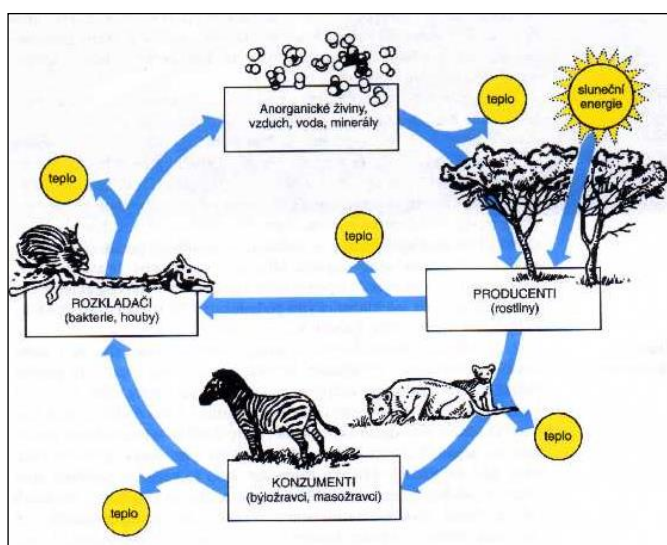 Anorganické živiny,
vzduch, voda, minerály
teplo
sluneční
energie
teplo
teplo
ROZKLADAČI
(bakterie, houby)
PRODUCENTI
(rostliny)
teplo
KONZUMENTI
(býložravci, masožravci)
teplo